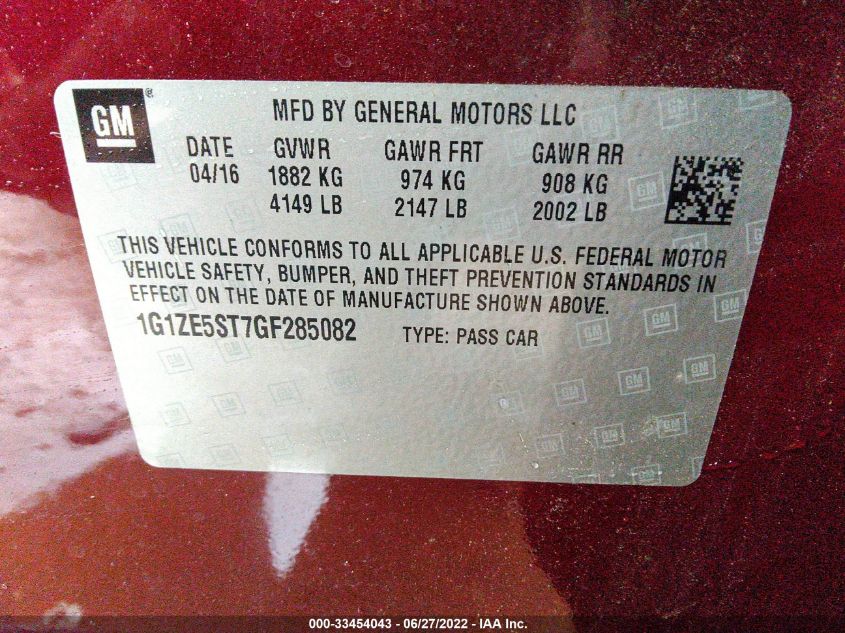 GM ®
MFD BY GENERAL MOTORS LLC
DATE GVWR GAWR FRT GAWR RR
04/16 1882 KG 974 KG 908 KG
4149 LB 2147 LB 2002 LB
THIS VEHICLE CONFORMS TO ALL APPLICABLE U.S. FEDERAL MOTOR
VEHICLE SAFETY, BUMPER, AND THEFT PREVENTION STANDARDS IN
EFFECT ON THE DATE OF MANUFACTURE SHOWN ABOVE.
1G1ZE5ST7GF285082 TYPE: PASS CAR
000-33454043 - 06/27/2022 - IAA Inc.